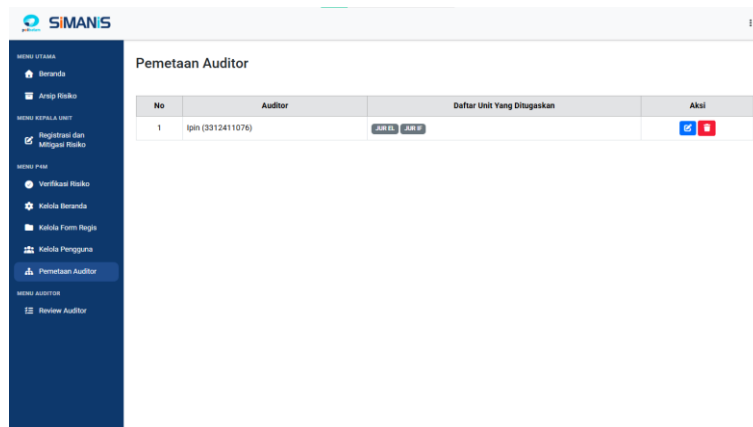 SiMANiS
MENU UTAMA
Beranda
Arsip Risiko
MENU KEPALA UNIT
Registrasi dan
Mitigasi Risiko
MENU P4M
Verifikasi Risiko
Kelola Beranda
Kelola Form Regis
Kelola Pengguna
Pemetaan Auditor
MENU AUDITOR
Review Auditor
Pemetaan Auditor
No Auditor Daftar Unit Yang Ditugaskan Aksi
1 Ipin (3312411076) JUR EL JUR IF